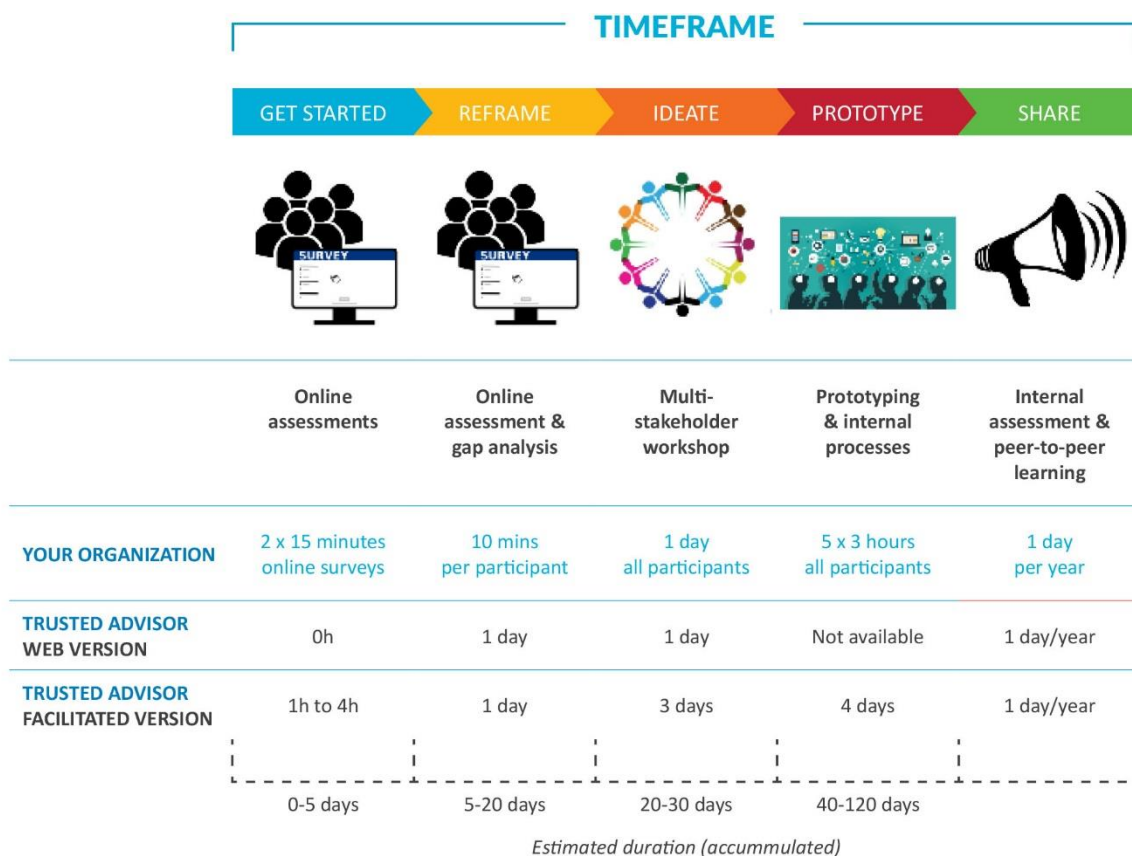 TIMEFRAME
GET STARTED
REFRAME
IDEATE
PROTOTYPE
SHARE
SURVEY
SURVEY
Online
assessments
Online
assessment &
gap analysis
Multi-
stakeholder
workshop
Prototyping
& internal
processes
Internal
assessment &
peer-to-peer
learning
YOUR ORGANIZATION
2 x 15 minutes
online surveys
10 mins
per participant
1 day
all participants
5 x 3 hours
all participants
1 day
per year
TRUSTED ADVISOR
WEB VERSION
0h
1 day
1 day
Not available
1 day/year
TRUSTED ADVISOR
FACILITATED VERSION
1h to 4h
1 day
3 days
4 days
1 day/year
0-5 days
5-20 days
20-30 days
40-120 days
Estimated duration (accummulated)